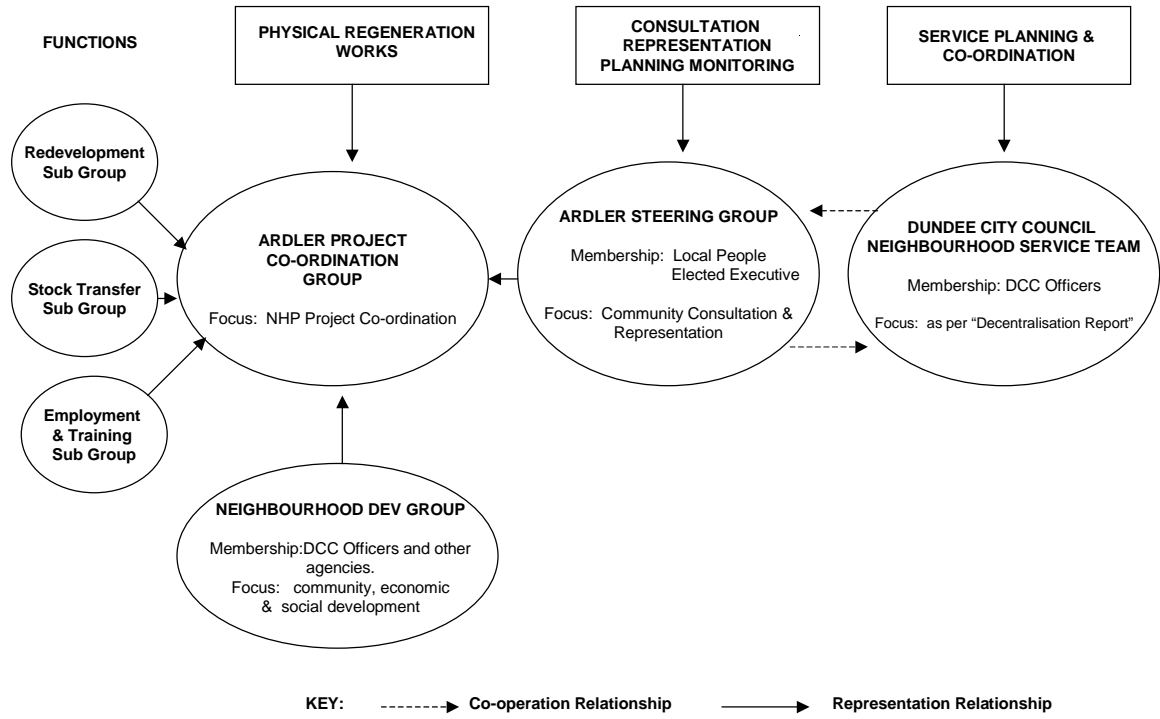 FUNCTIONS
PHYSICAL REGENERATION
WORKS
CONSULTATION
REPRESENTATION
PLANNING MONITORING
SERVICE PLANNING &
CO-ORDINATION
Redevelopment
Sub Group
Stock Transfer
Sub Group
Employment
& Training
Sub Group
ARDLER PROJECT
CO-ORDINATION
GROUP
Focus: NHP Project Co-ordination
ARDLER STEERING GROUP
Membership: Local People
Elected Executive
Focus: Community Consultation &
Representation
DUNDEE CITY COUNCIL
NEIGHBOURHOOD SERVICE TEAM
Membership: DCC Officers
Focus: as per “Decentralisation Report”
NEIGHBOURHOOD DEV GROUP
Membership:DCC Officers and other
agencies.
Focus: community, economic
& social development
KEY: Co-operation Relationship Representation Relationship